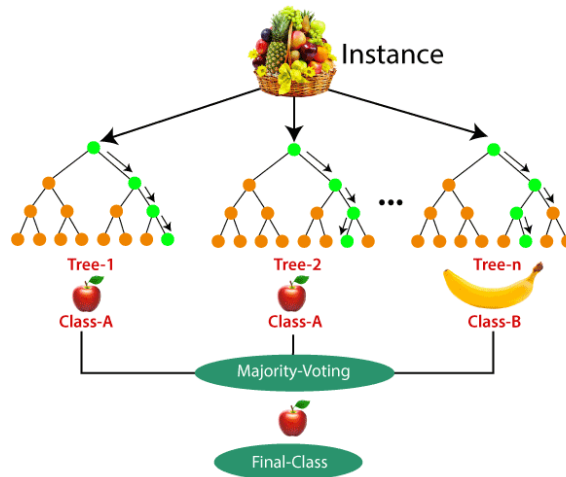 Instance
...
Tree-1
Tree-2
Tree-n
Class-A
Class-A
Class-B
Majority-Voting
Final-Class